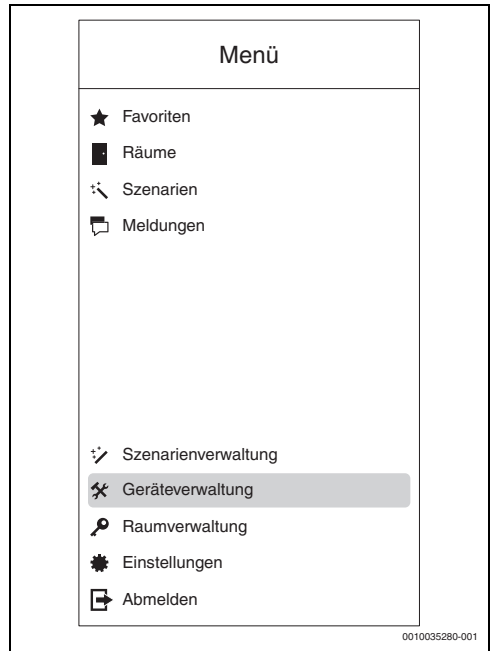 Menü
Favoriten
Räume
Szenarien
Meldungen
Szenarienverwaltung
Geräteverwaltung
Raumverwaltung
Einstellungen
Abmelden
0010035280-001